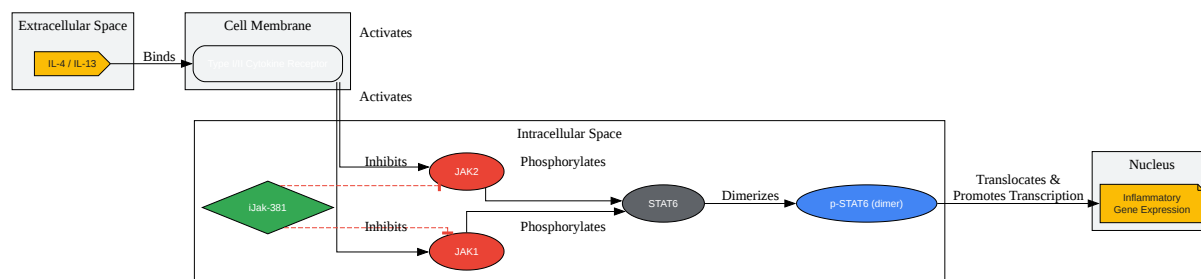 Extracellular Space
IL-4 / IL-13
Binds
Cell Membrane
Activates
Activates
Intracellular Space
iJak-381
Inhibits
Inhibits
JAK2
JAK1
Phosphorylates
Phosphorylates
STAT6
Dimerizes
p-STAT6 (dimer)
Translocates &
Promotes Transcription
Nucleus
Inflammatory
Gene Expression